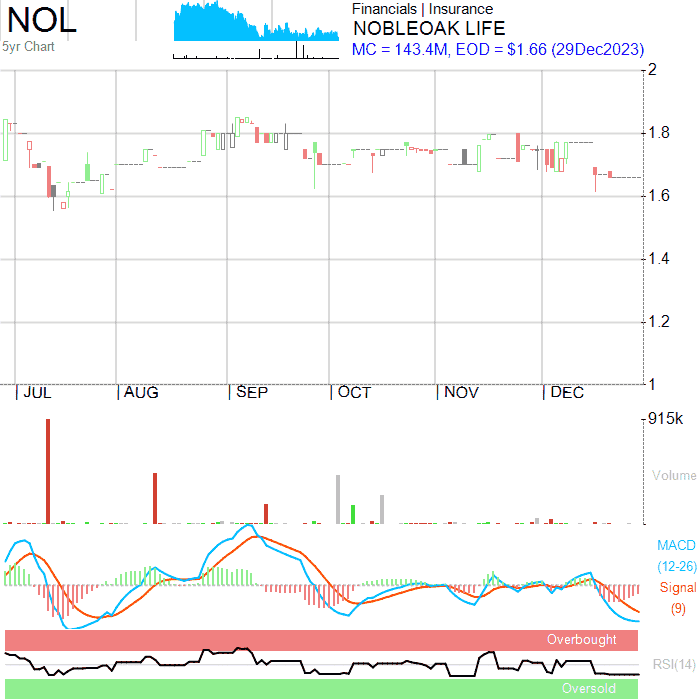 NOL
5yr Chart
Financials | Insurance
NOBLEOAK LIFE
MC = 143.4M, EOD = $1.66 (29Dec2023)
2
1.8
1.6
1.4
1.2
1
| JUL | AUG | SEP | OCT | NOV | DEC
915k
Volume
MACD
(12-26)
Signal
(9)
Overbought
RSI(14)
Oversold